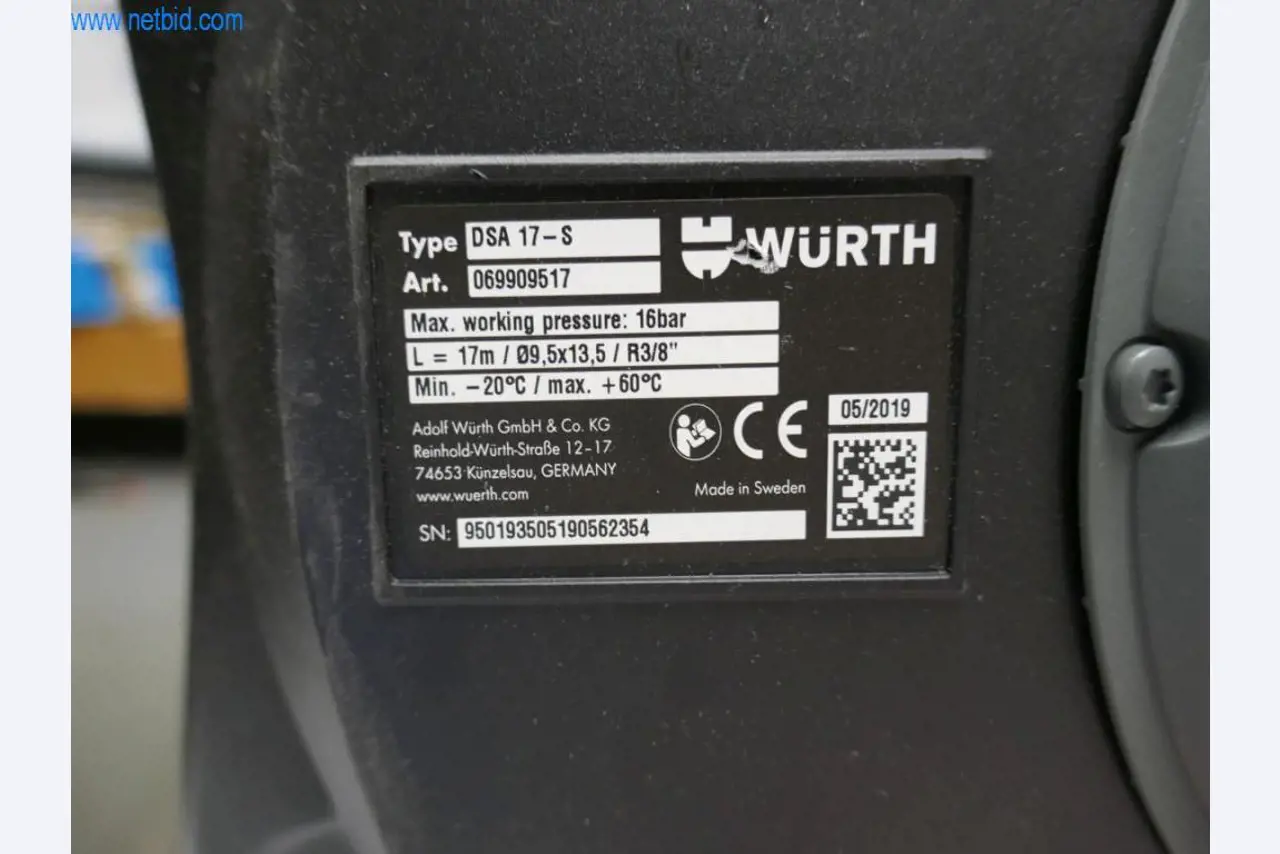 www.netbid.com
Type DSA 17-S
WÜRTH
Art. 069909517
Max. working pressure: 16bar
L = 17m / Ø9,5x13,5 / R3/8"
Min. -20°C / max. +60°C
Adolf Würth GmbH & Co. KG
Reinhold-Würth-Straße 12-17
74653 Künzelsau, GERMANY
www.wuerth.com
CE
05/2019
Made in Sweden
SN: 950193505190562354